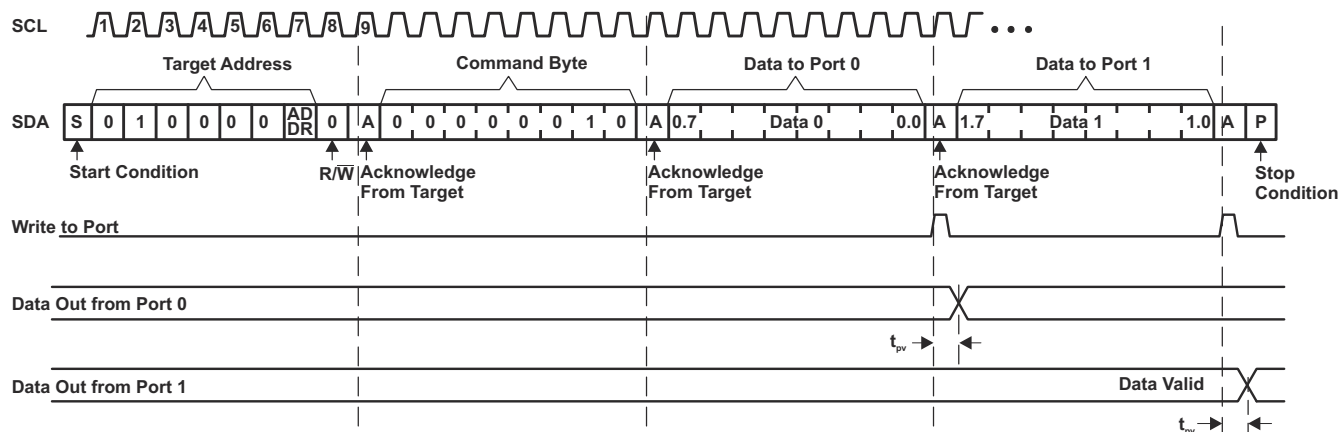 SCL 1 2 3 4 5 6 7 8 9 • • •
Target Address Command Byte Data to Port 0 Data to Port 1
SDA S 0 1 0 0 0 0 AD DR 0 A 0 0 0 0 0 0 1 0 A 0.7 Data 0 0.0 A 1.7 Data 1 1.0 A P
Start Condition R/W̅ Acknowledge From Target Acknowledge From Target Acknowledge From Target Stop Condition
Write to Port
Data Out from Port 0
tpv
Data Out from Port 1 Data Valid
tpv